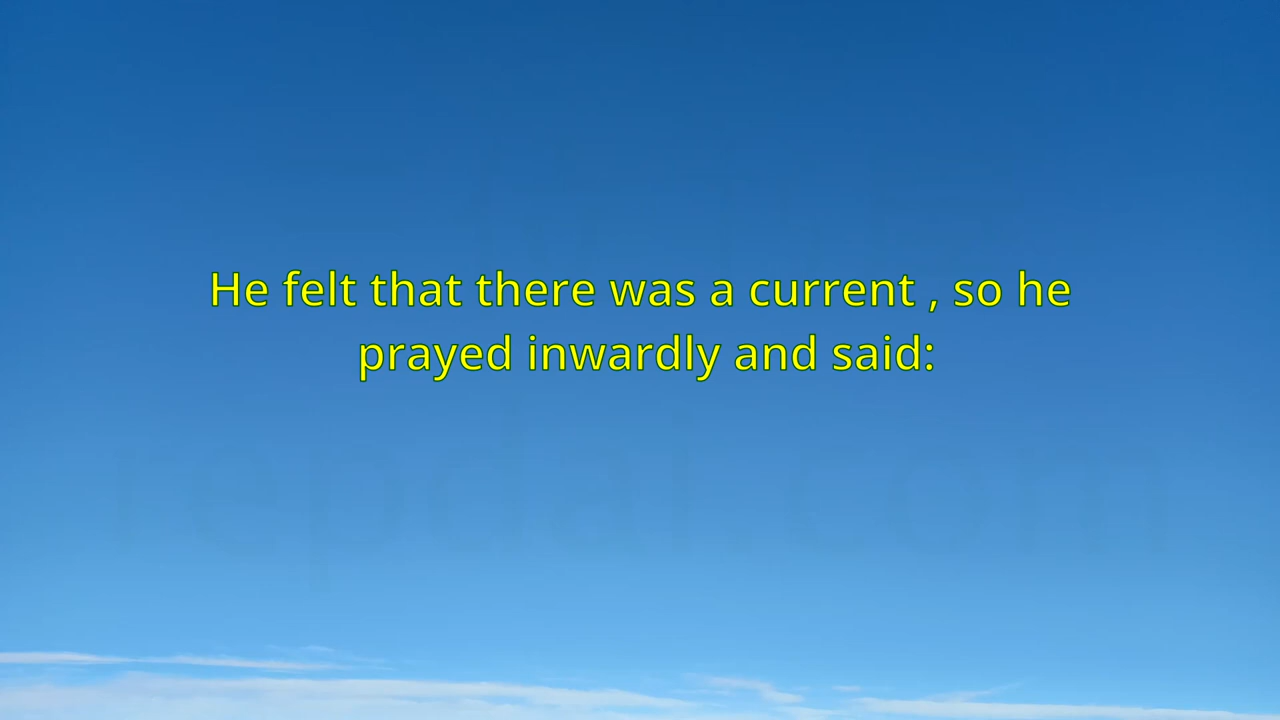 He felt that there was a current , so he
prayed inwardly and said: